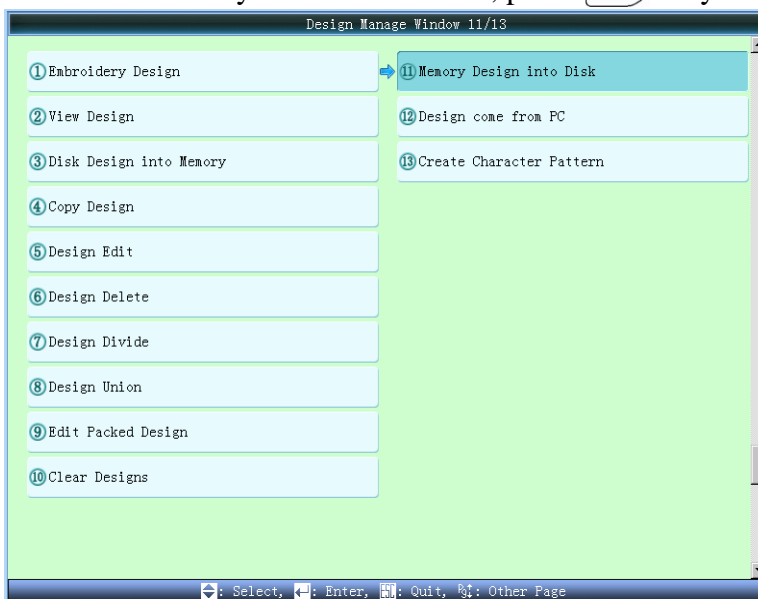 Design Manage Window 11/13
①Embroidery Design
②View Design
③Disk Design into Memory
④Copy Design
⑤Design Edit
⑥Design Delete
⑦Design Divide
⑧Design Union
⑨Edit Packed Design
⑩Clear Designs
⑪Memory Design into Disk
⑫Design come from PC
⑬Create Character Pattern
: Select, : Enter, : Quit, : Other Page